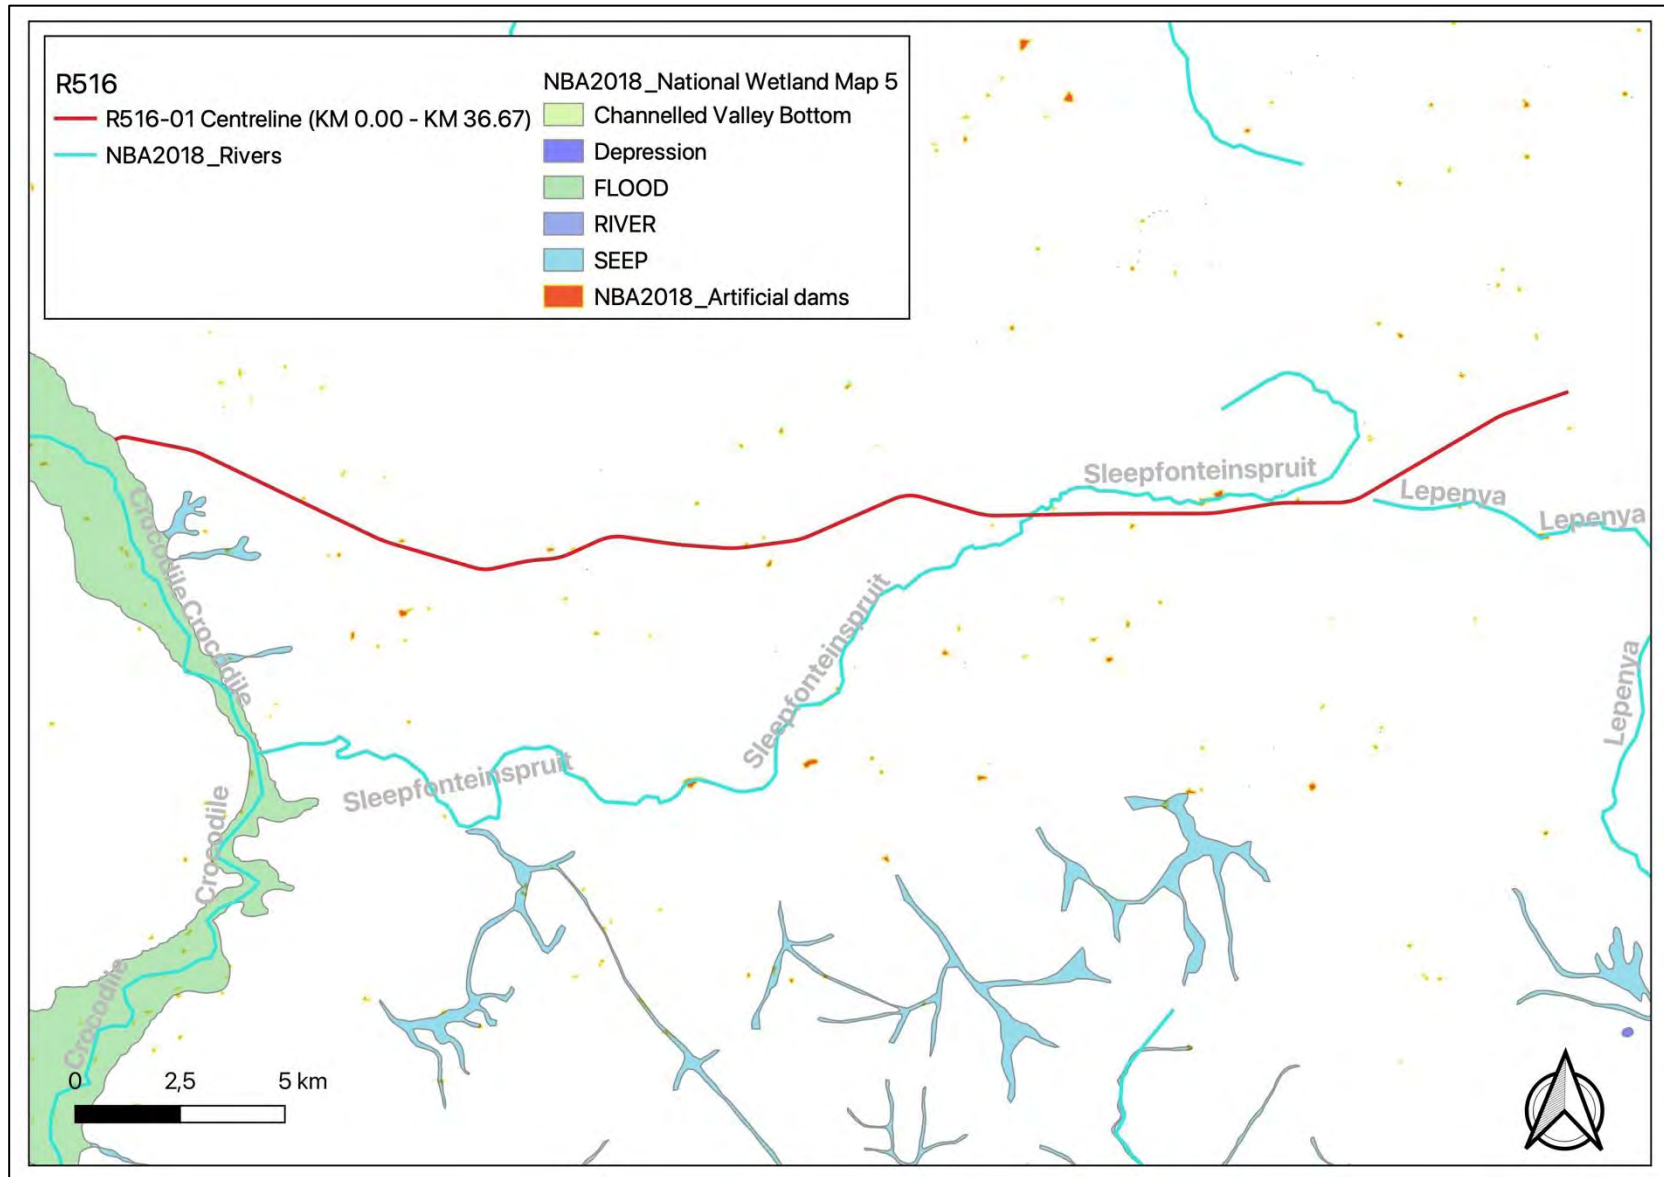 R516
R516-01 Centreline (KM 0.00 - KM 36.67)
NBA2018_Rivers
NBA2018_National Wetland Map 5
Channelled Valley Bottom
Depression
FLOOD
RIVER
SEEP
NBA2018_Artificial dams
Sleepfonteinspruit
Lepenya
Lepenya
Crocodile
Crocodile
Sleepfonteinspruit
Lepenya
Sleepfonteinspruit
Crocodile
Crocodile
0 2,5 5 km